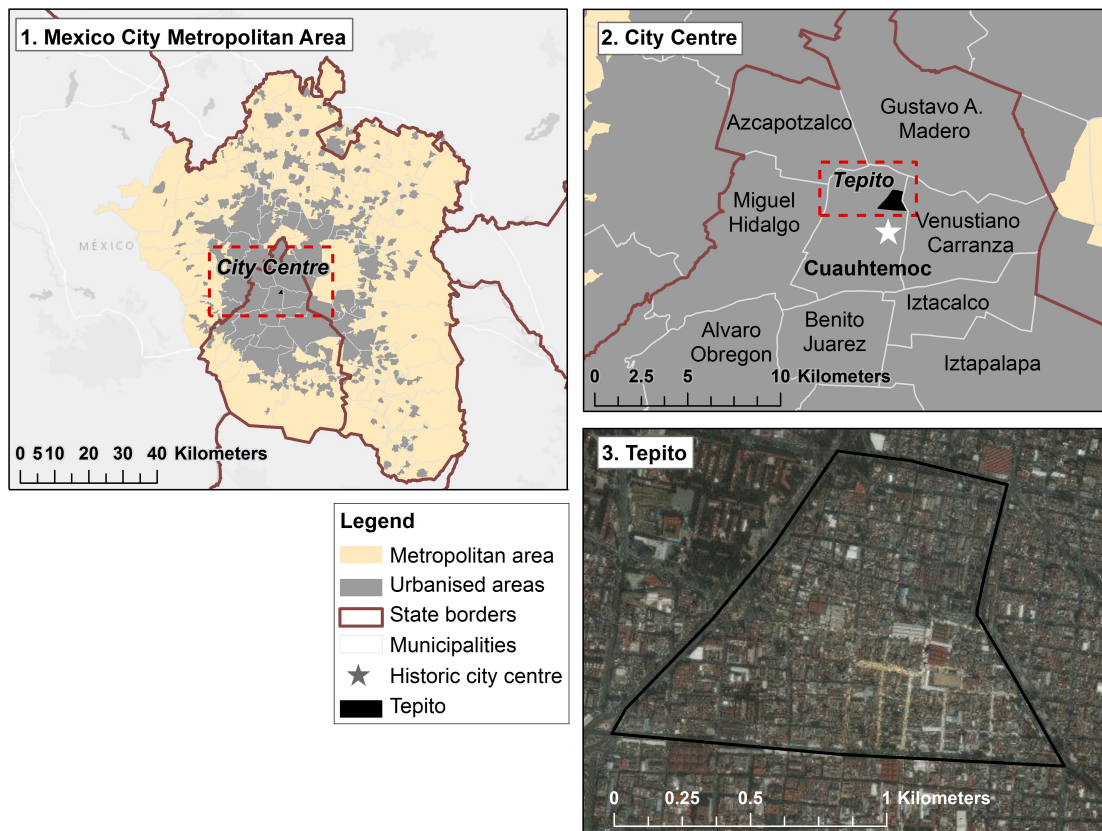 1. Mexico City Metropolitan Area
MÉXICO
City Centre
0 510 20 30 40 Kilometers
2. City Centre
Azcapotzalco
Gustavo A.
Madero
Tepito
Miguel
Hidalgo
Venustiano
Carranza
Cuauhtemoc
Iztacalco
Alvaro
Obregon
Benito
Juarez
Iztapalapa
0 2.5 5 10 Kilometers
Legend
Metropolitan area
Urbanised areas
State borders
Municipalities
Historic city centre
Tepito
3. Tepito
0 0.25 0.5 1 Kilometers